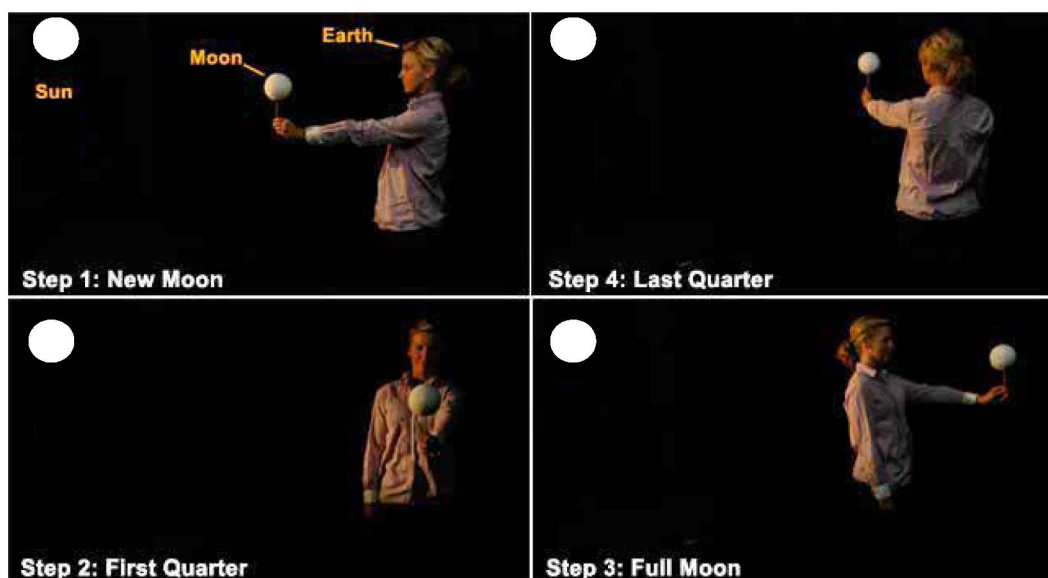 Earth
Moon
Sun
Step 1: New Moon
Step 4: Last Quarter
Step 2: First Quarter
Step 3: Full Moon